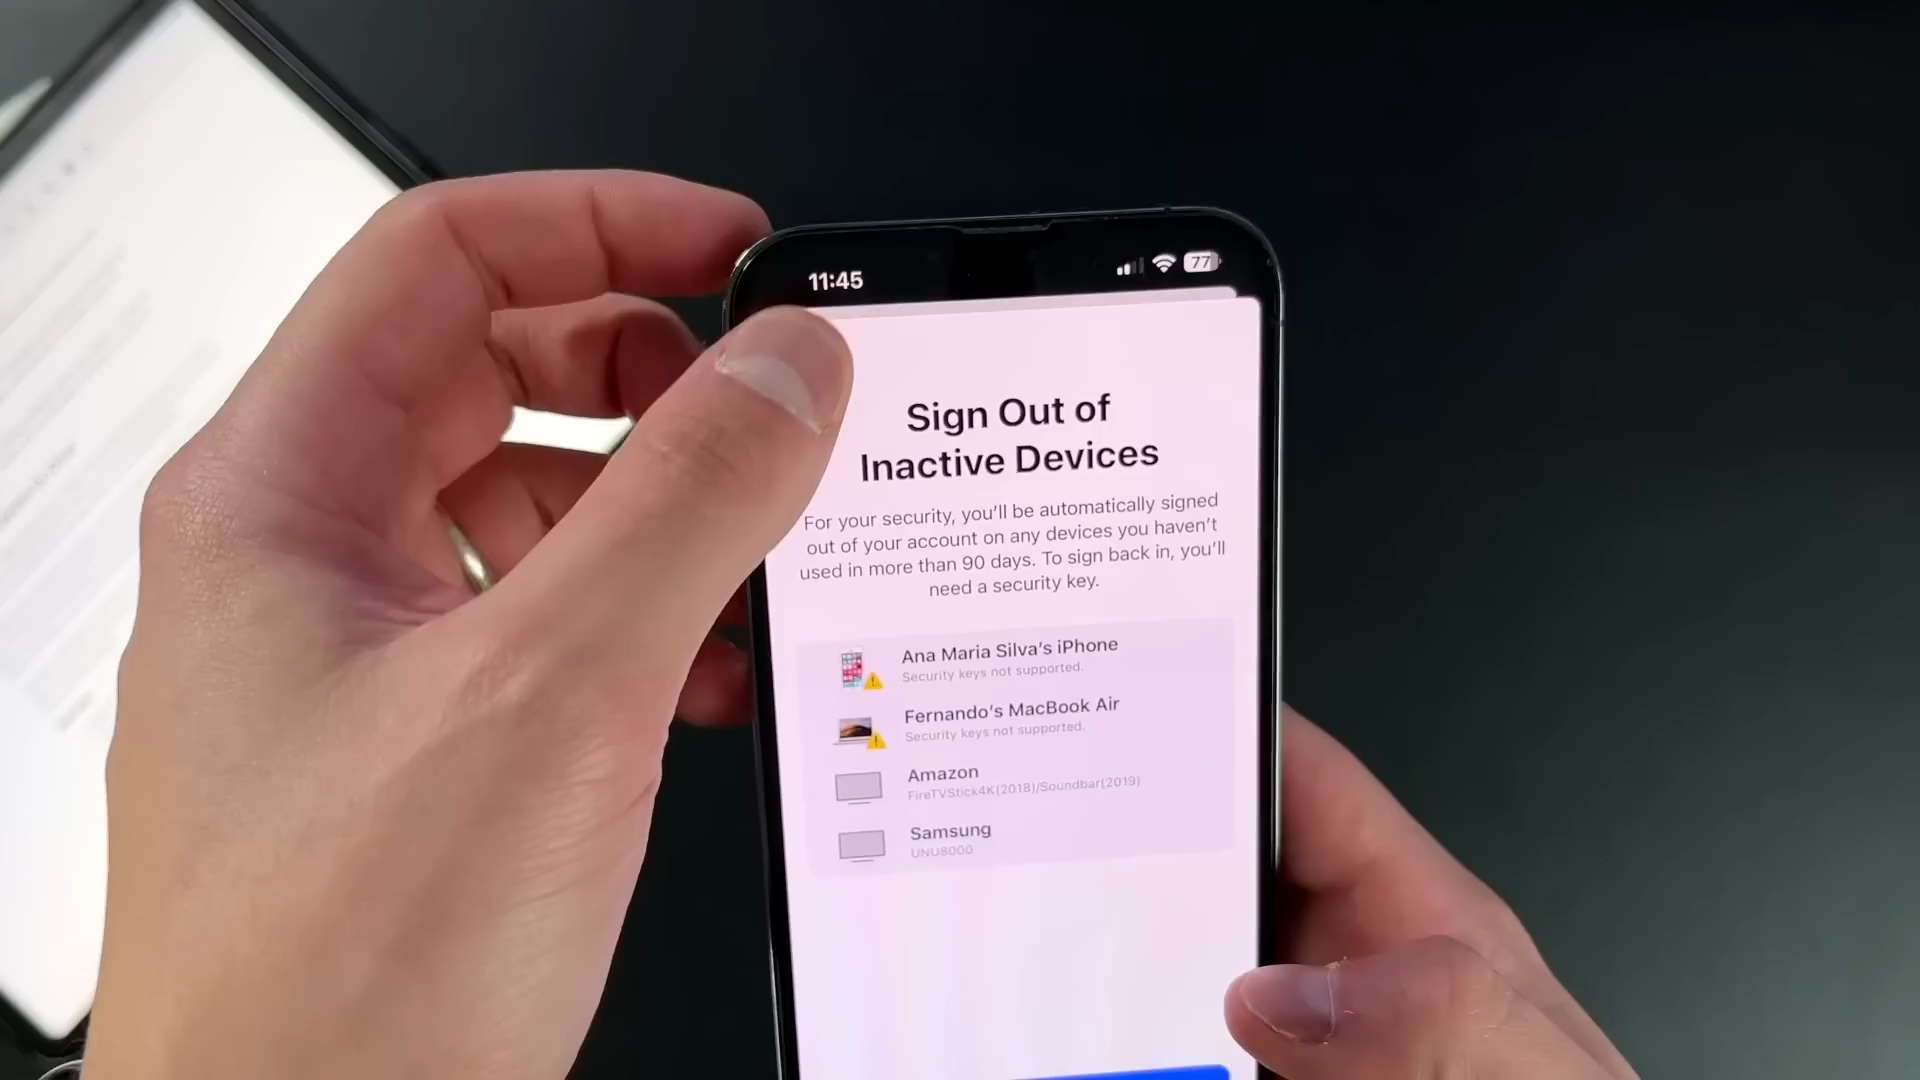 11:45
77
Sign Out of
Inactive Devices
For your security, you'll be automatically signed
out of your account on any devices you haven't
used in more than 90 days. To sign back in, you'll
need a security key.
Ana Maria Silva's iPhone
Security keys not supported.
Fernando's MacBook Air
Security keys not supported.
Amazon
FireTVStick4K(2018)/Soundbar(2019)
Samsung
UNU8000